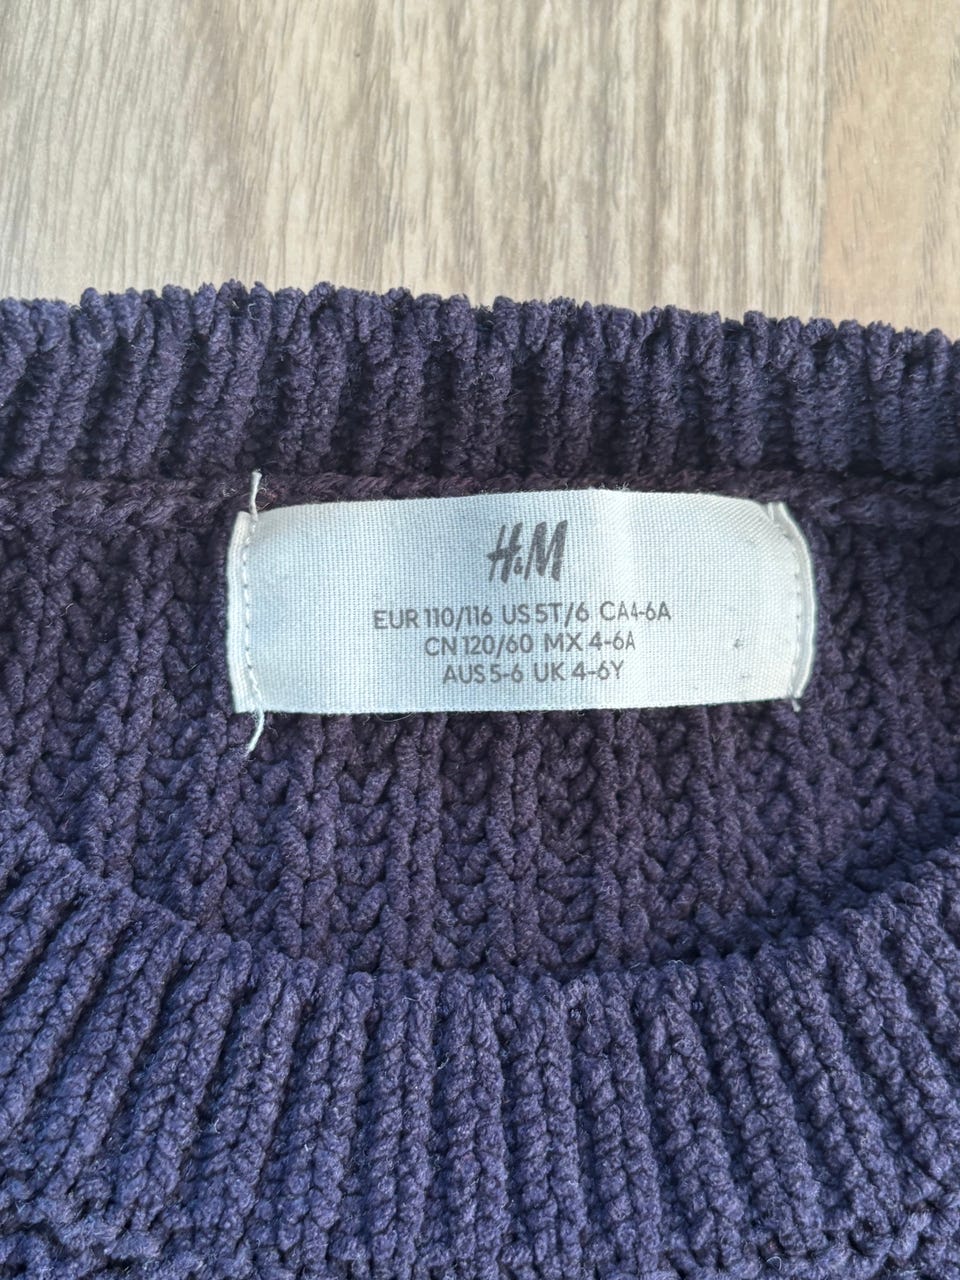 H&M
EUR 110/116 US 5T/6 CA4-6A
CN 120/60 MX 4-6A
AUS 5-6 UK 4-6Y